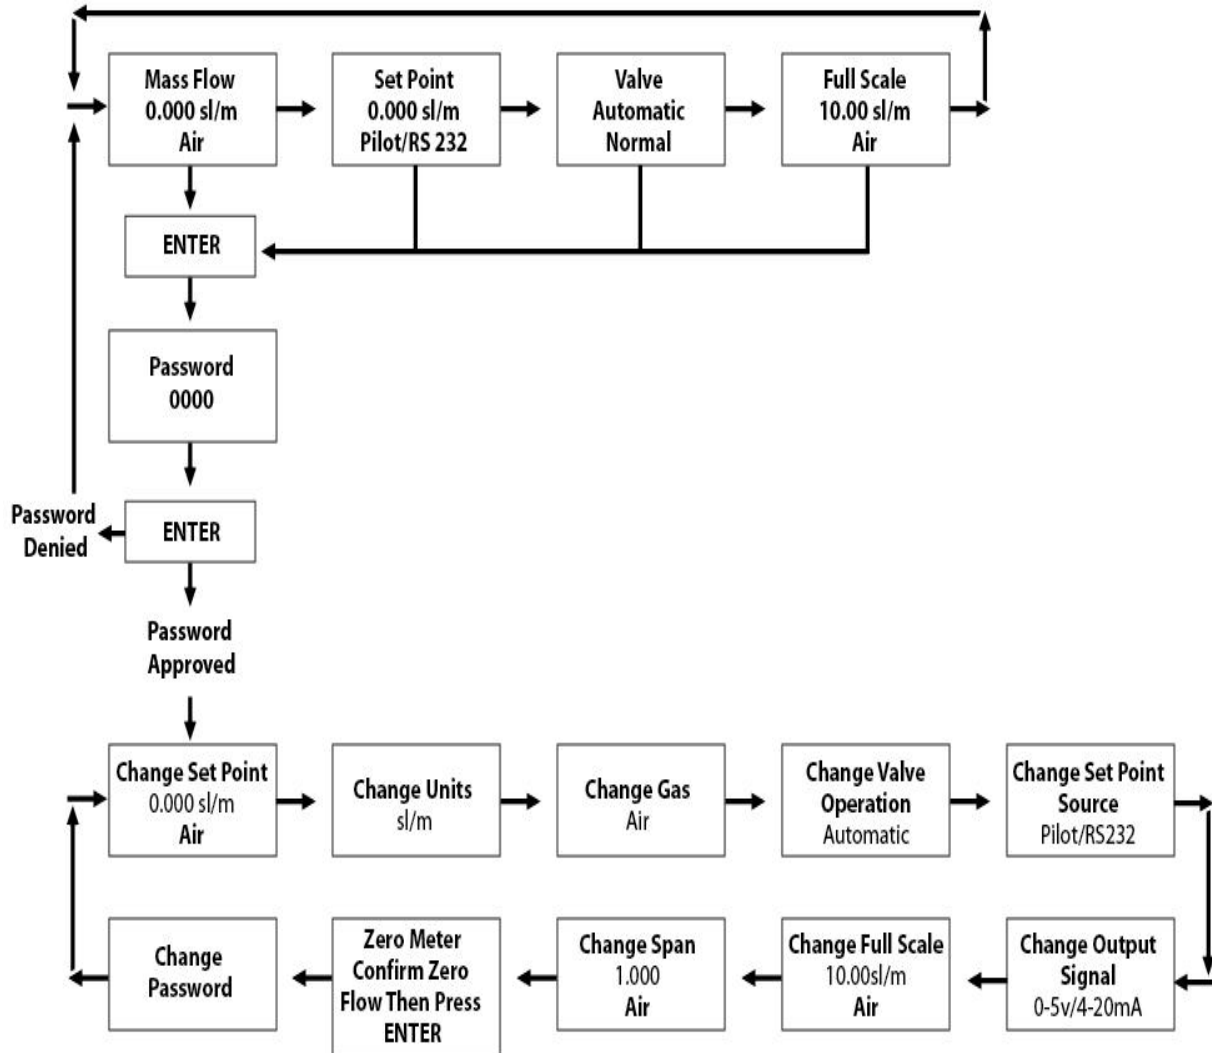 Mass Flow
0.000 sl/m
Air
Set Point
0.000 sl/m
Pilot/RS 232
Valve
Automatic
Normal
Full Scale
10.00 sl/m
Air
ENTER
Password
0000
ENTER
Password
Denied
Password
Approved
Change Set Point
0.000 sl/m
Air
Change Units
sl/m
Change Gas
Air
Change Valve
Operation
Automatic
Change Set Point
Source
Pilot/RS232
Change Output
Signal
0-5v/4-20mA
Change Full Scale
10.00sl/m
Air
Change Span
1.000
Air
Zero Meter
Confirm Zero
Flow Then Press
ENTER
Change
Password